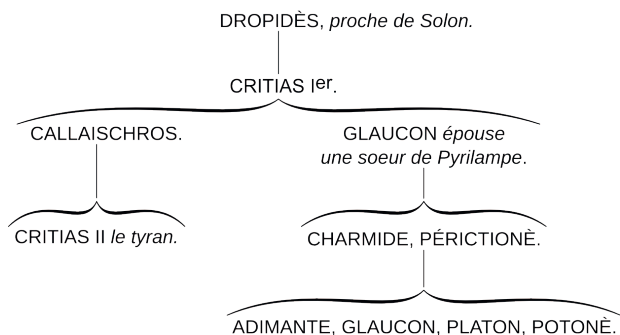 DROPIDÈS, proche de Solon.
CRITIAS Ier.
CALLAISCHROS.
GLAUCON épouse
une soeur de Pyrilampe.
CRITIAS II le tyran.
CHARMIDE, PÉRICTIONÈ.
ADIMANTE, GLAUCON, PLATON, POTONÈ.